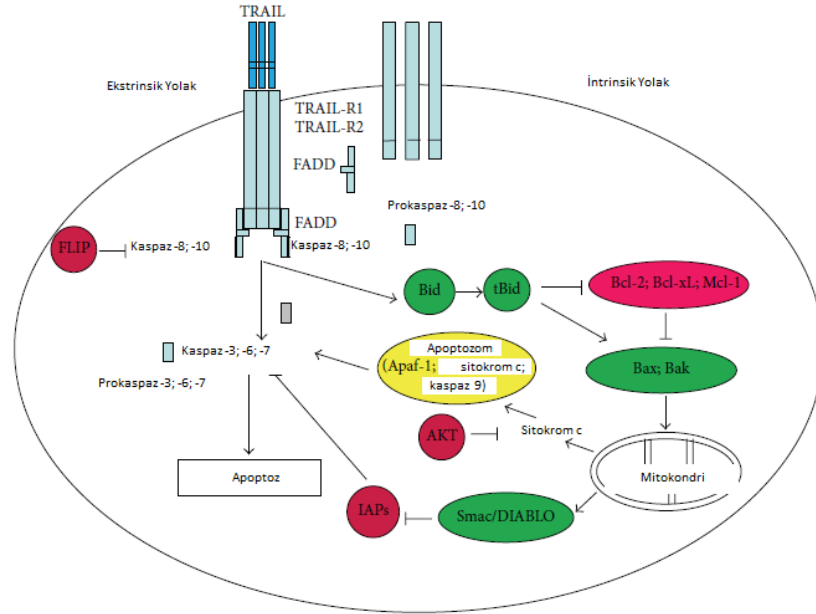 TRAIL
Ekstrinsik Yolak
İntrinsik Yolak
TRAIL-R1
TRAIL-R2
FADD
Prokaspaz -8; -10
FADD
FLIP
Kaspaz -8; -10
Kaspaz -8; -10
Bid
tBid
Bcl-2; Bcl-xL; Mcl-1
Kaspaz -3; -6; -7
Apoptozom
(Apaf-1; sitokrom c;
kaspaz 9)
Bax; Bak
Prokaspaz -3; -6; -7
AKT
Sitokrom c
Apoptoz
Mitokondri
IAPs
Smac/DIABLO